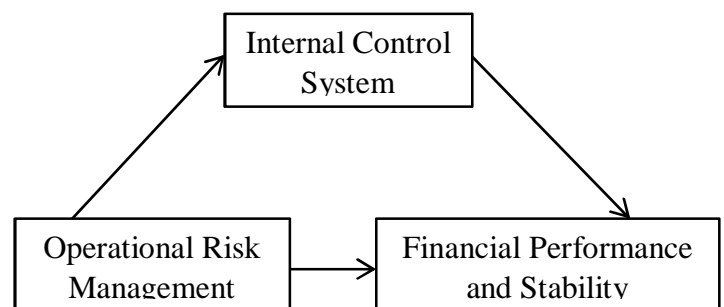 Internal Control
System
Operational Risk
Management
Financial Performance
and Stability